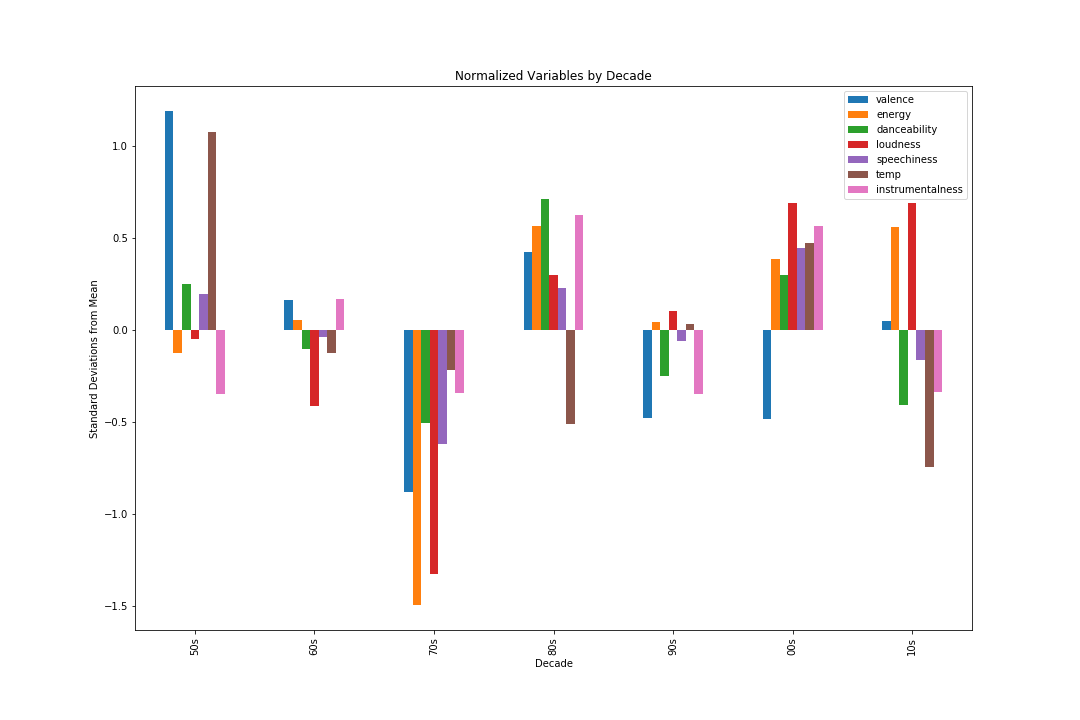 Normalized Variables by Decade
valence
energy
danceability
loudness
speechiness
temp
instrumentalness
1.0
0.5
0.0
−0.5
−1.0
−1.5
Standard Deviations from Mean
50s
60s
70s
80s
90s
00s
10s
Decade